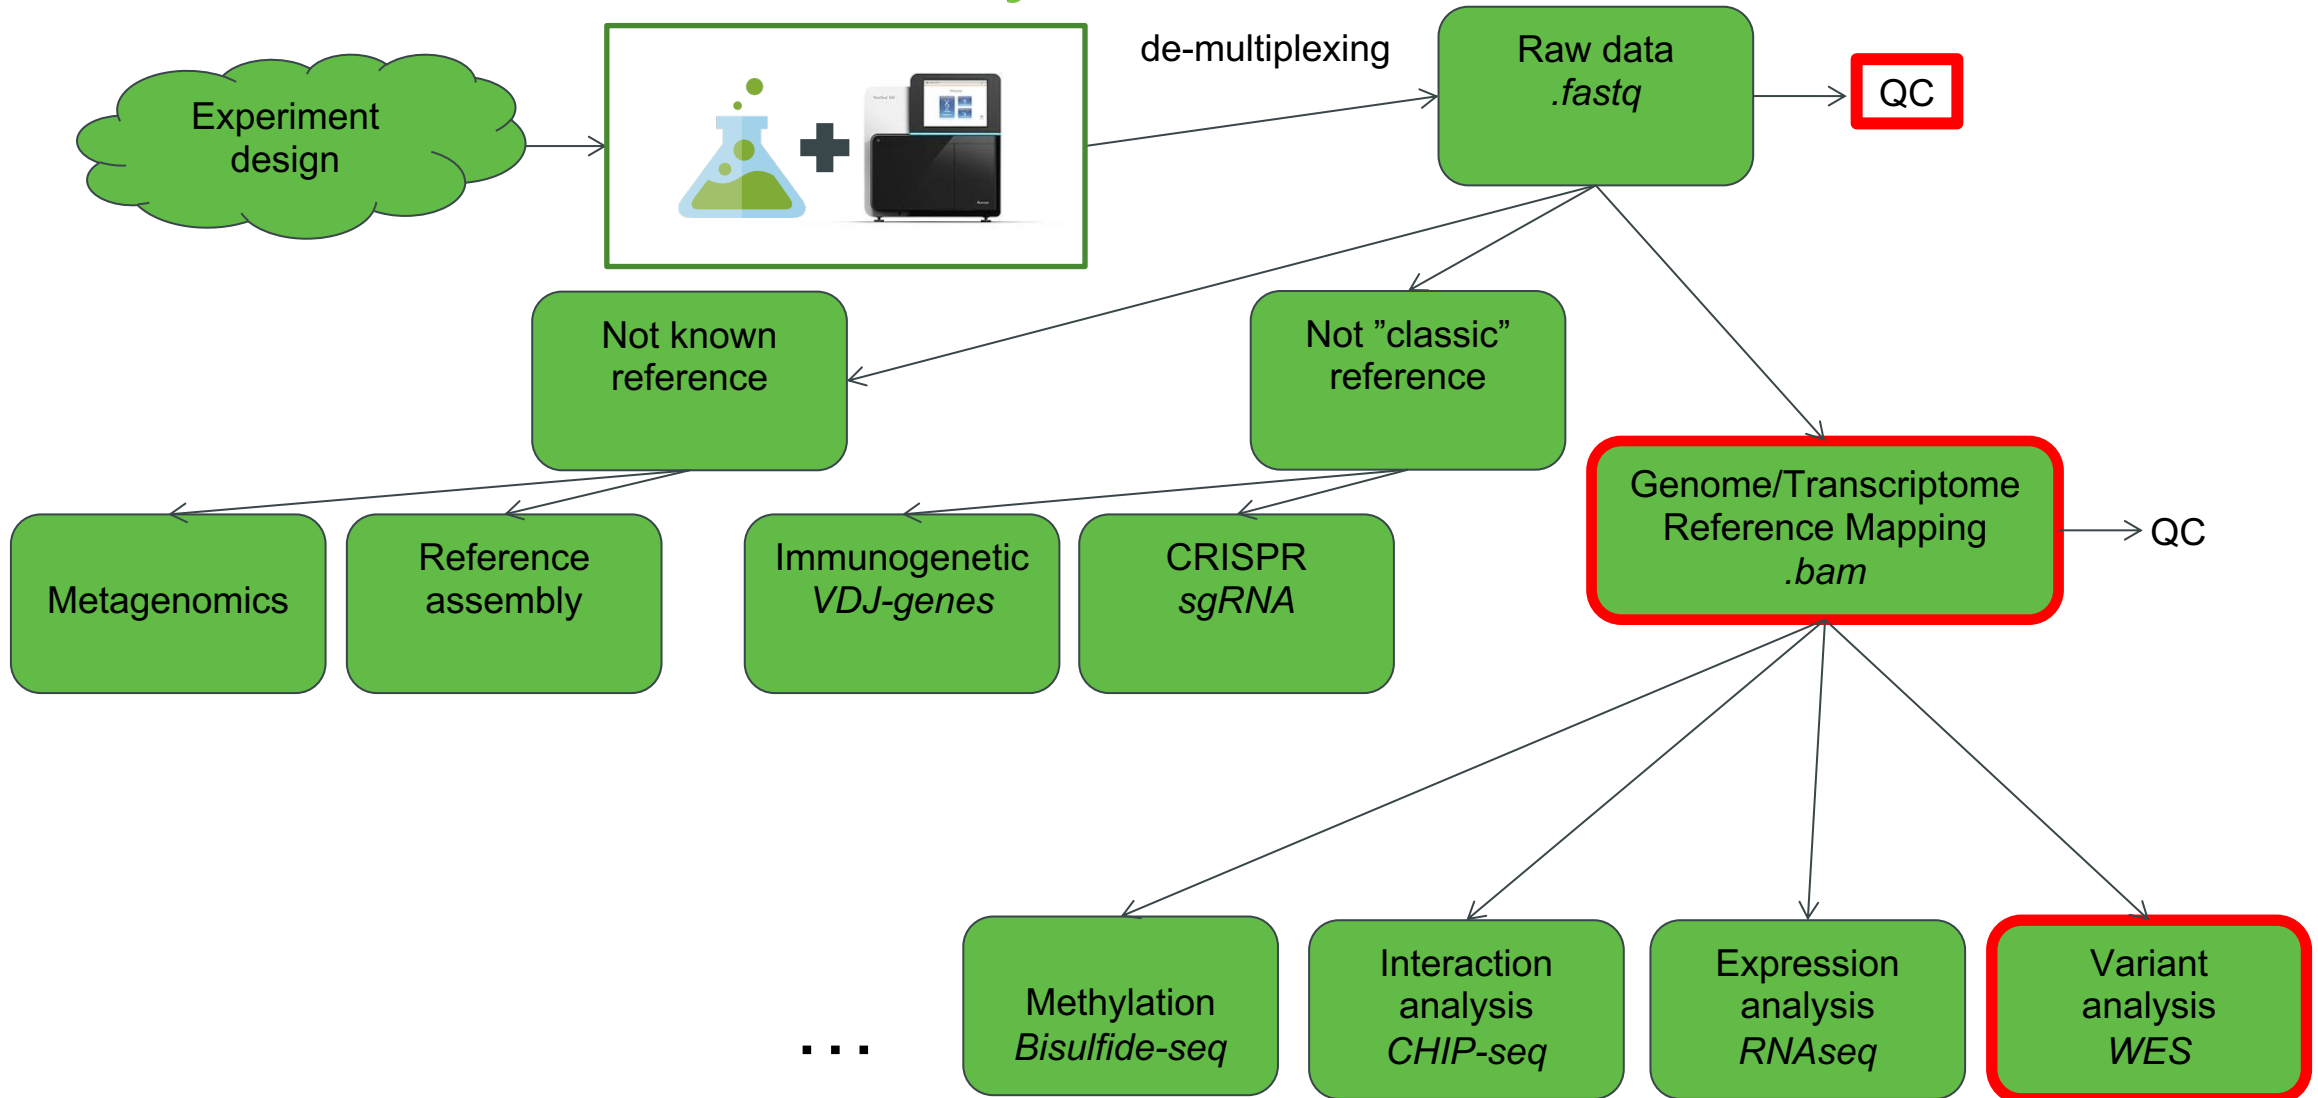 de-multiplexing
Experiment
design
Raw data
.fastq
QC
Not known
reference
Not ”classic”
reference
Genome/Transcriptome
Reference Mapping
.bam
QC
Metagenomics
Reference
assembly
Immunogenetic
VDJ-genes
CRISPR
sgRNA
...
Methylation
Bisulfide-seq
Interaction
analysis
CHIP-seq
Expression
analysis
RNAseq
Variant
analysis
WES